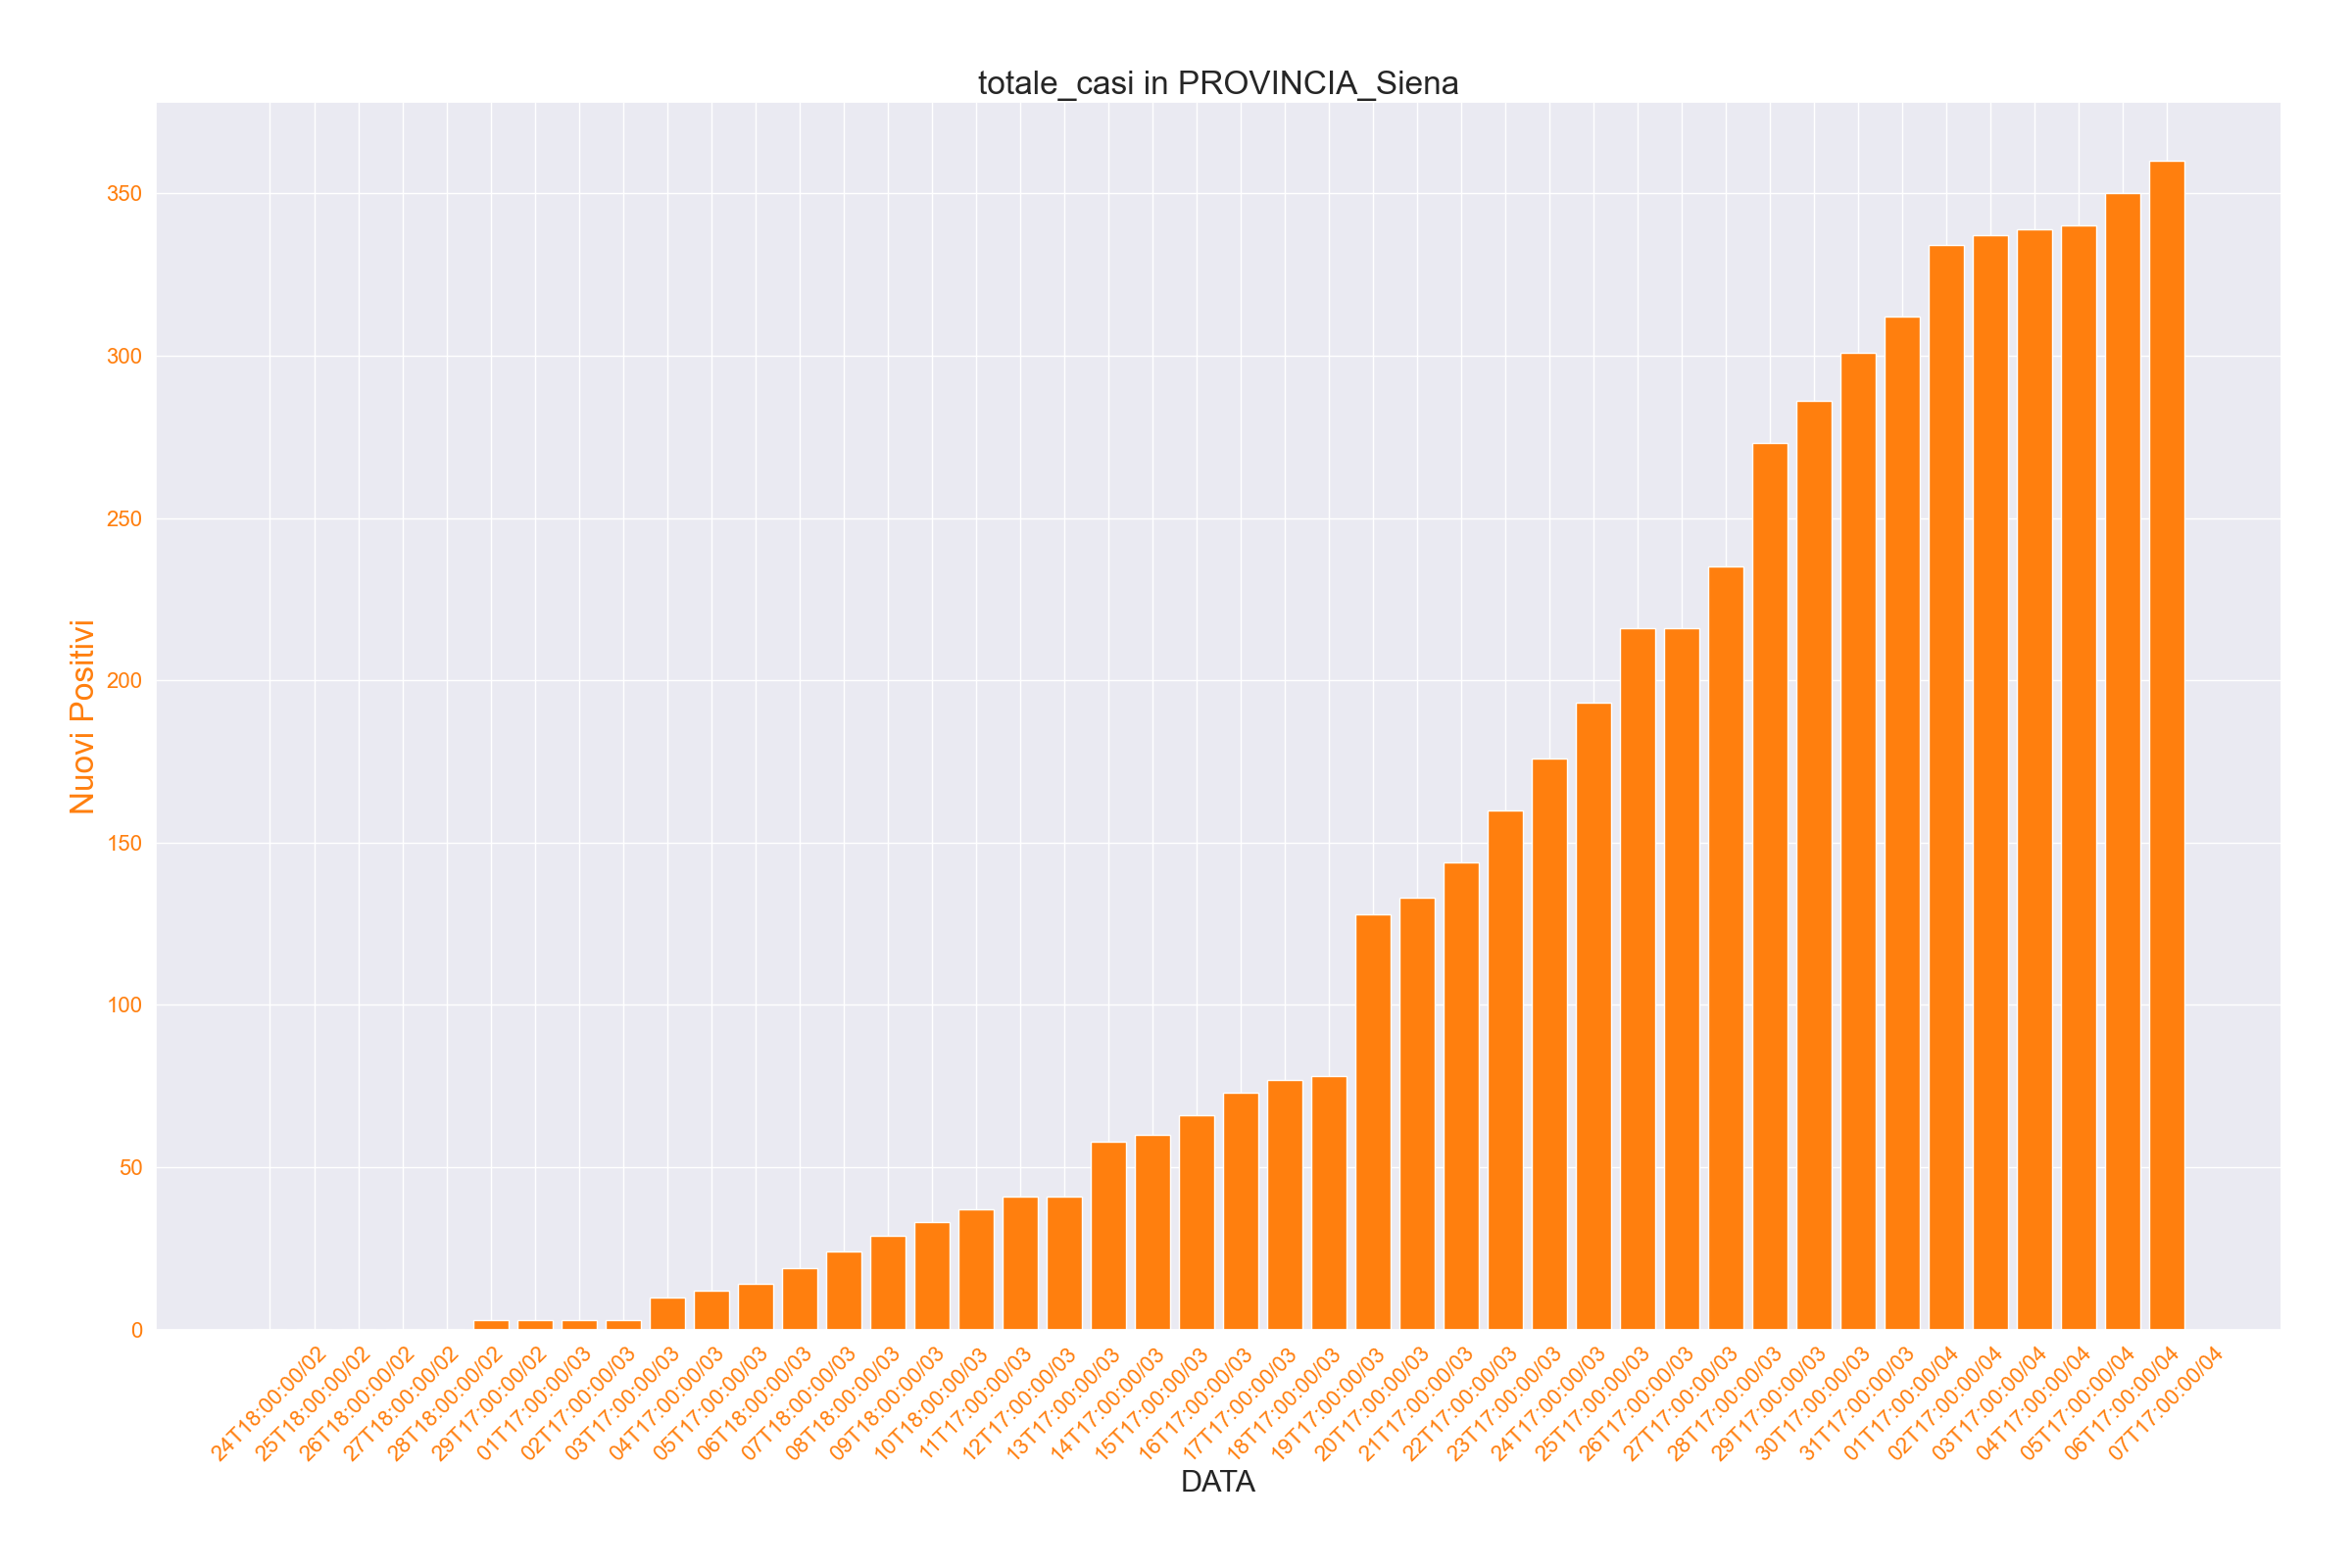 totale_casi in PROVINCIA_Siena
Nuovi Positivi
350
300
250
200
150
100
50
0
24T18:00:00/02
25T18:00:00/02
26T18:00:00/02
27T18:00:00/02
28T18:00:00/02
29T17:00:00/02
01T17:00:00/03
02T17:00:00/03
03T17:00:00/03
04T17:00:00/03
05T17:00:00/03
06T18:00:00/03
07T18:00:00/03
08T18:00:00/03
09T18:00:00/03
10T18:00:00/03
11T17:00:00/03
12T17:00:00/03
13T17:00:00/03
14T17:00:00/03
15T17:00:00/03
16T17:00:00/03
17T17:00:00/03
18T17:00:00/03
19T17:00:00/03
20T17:00:00/03
21T17:00:00/03
22T17:00:00/03
23T17:00:00/03
24T17:00:00/03
25T17:00:00/03
26T17:00:00/03
27T17:00:00/03
28T17:00:00/03
29T17:00:00/03
30T17:00:00/03
31T17:00:00/03
01T17:00:00/04
02T17:00:00/04
03T17:00:00/04
04T17:00:00/04
05T17:00:00/04
06T17:00:00/04
07T17:00:00/04
DATA